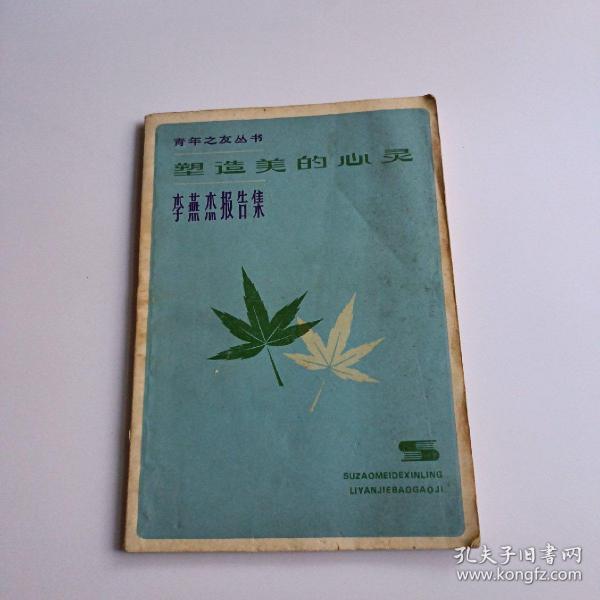 青年之友丛书
塑造美的心灵
李燕杰报告集
SUZAOMEIDEXINLING
LIYANJIEBAOGAOJI
孔夫子旧书网
www.kongfz.com